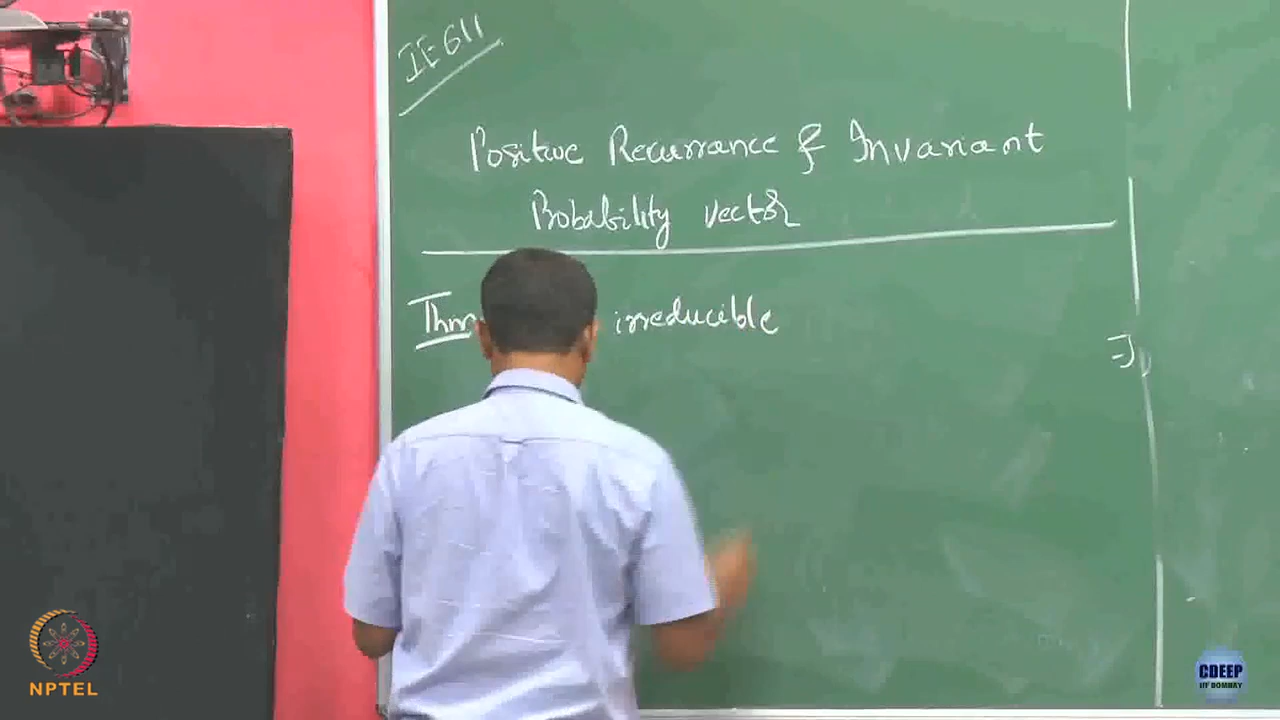 IE 611
Positive Recurrance & Invariant
Probability vector
Thm irreducible
NPTEL
CDEEP
IIT BOMBAY